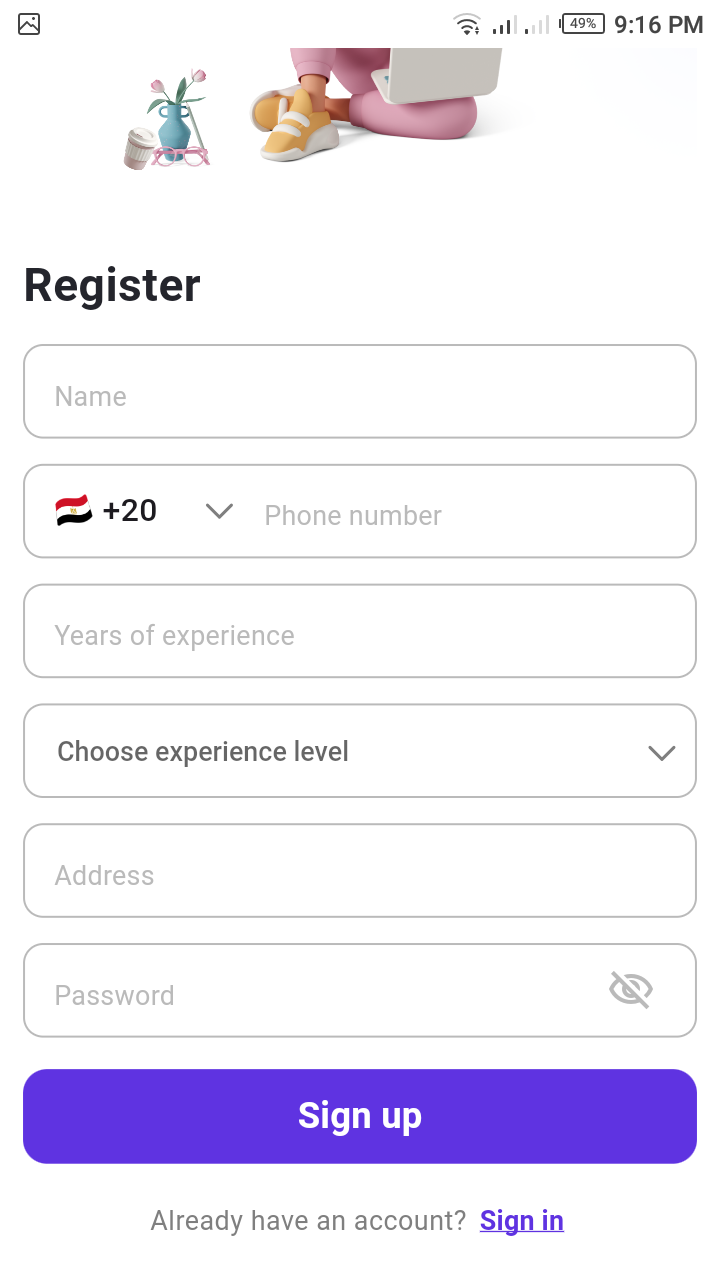 49% 9:16 PM
Register
Name
+20 Phone number
Years of experience
Choose experience level
Address
Password
Sign up
Already have an account? Sign in